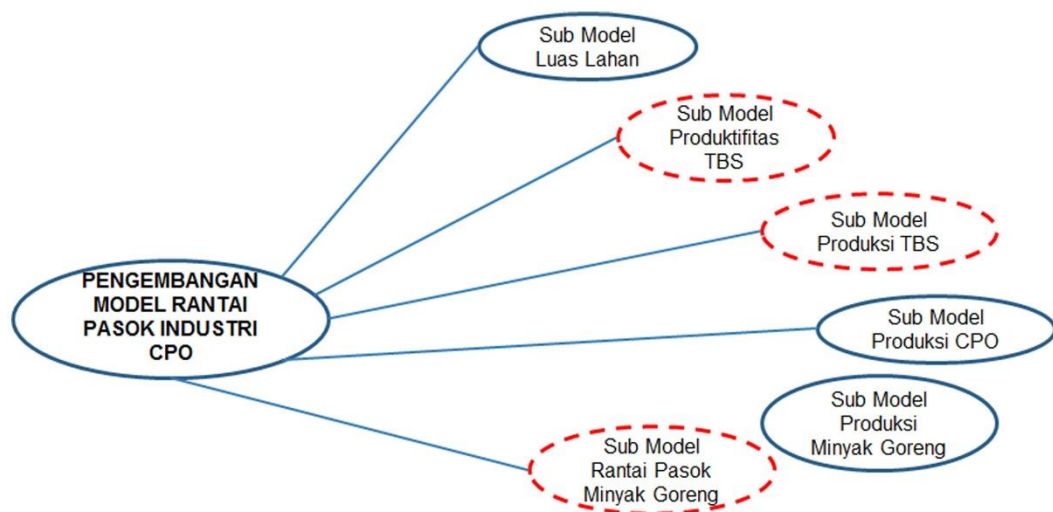 Sub Model
Luas Lahan
Sub Model
Produktifitas
TBS
Sub Model
Produksi TBS
PENGEMBANGAN
MODEL RANTAI
PASOK INDUSTRI
CPO
Sub Model
Produksi CPO
Sub Model
Produksi
Minyak Goreng
Sub Model
Rantai Pasok
Minyak Goreng